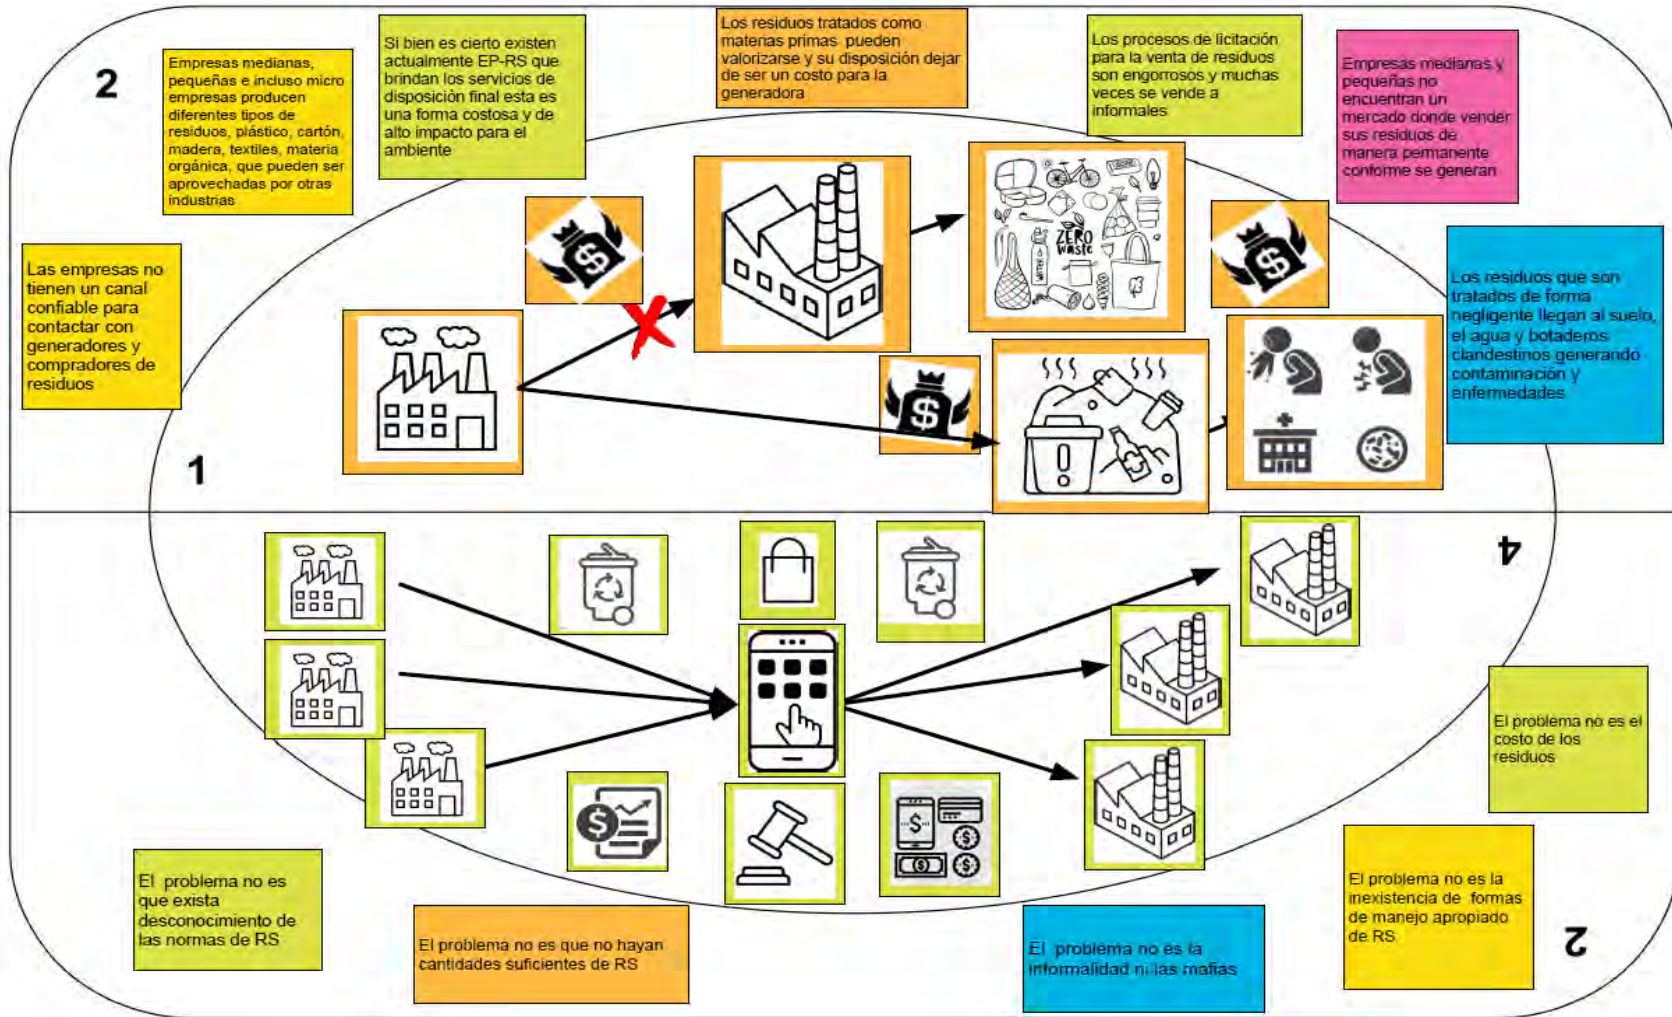 2
Empresas medianas,
pequeñas e incluso micro
empresas producen
diferentes tipos de
residuos, plástico, cartón,
madera, textiles, materia
orgánica, que pueden ser
aprovechadas por otras
industrias
Si bien es cierto existen
actualmente EP-RS que
brindan los servicios de
disposición final esta es
una forma costosa y de
alto impacto para el
ambiente
Los residuos tratados como
materias primas pueden
valorizarse y su disposición dejar
de ser un costo para la
generadora
Los procesos de licitación
para la venta de residuos
son engorrosos y muchas
veces se vende a
informales
Empresas medianas y
pequeñas no
encuentran un
mercado donde vender
sus residuos de
manera permanente
conforme se generan
Las empresas no
tienen un canal
confiable para
contactar con
generadores y
compradores de
residuos
$
ZERO
waste
WATER
$
Los residuos que son
tratados de forma
negligente llegan al suelo,
el agua y botaderos
clandestinos generando
contaminación y
enfermedades
$
1
4
El problema no es el
costo de los
residuos
$
$
$
$
$
El problema no es
que exista
desconocimiento de
las normas de RS
El problema no es que no hayan
cantidades suficientes de RS
El problema no es la
informalidad ni las mafias
El problema no es la
inexistencia de formas
de manejo apropiado
de RS
2